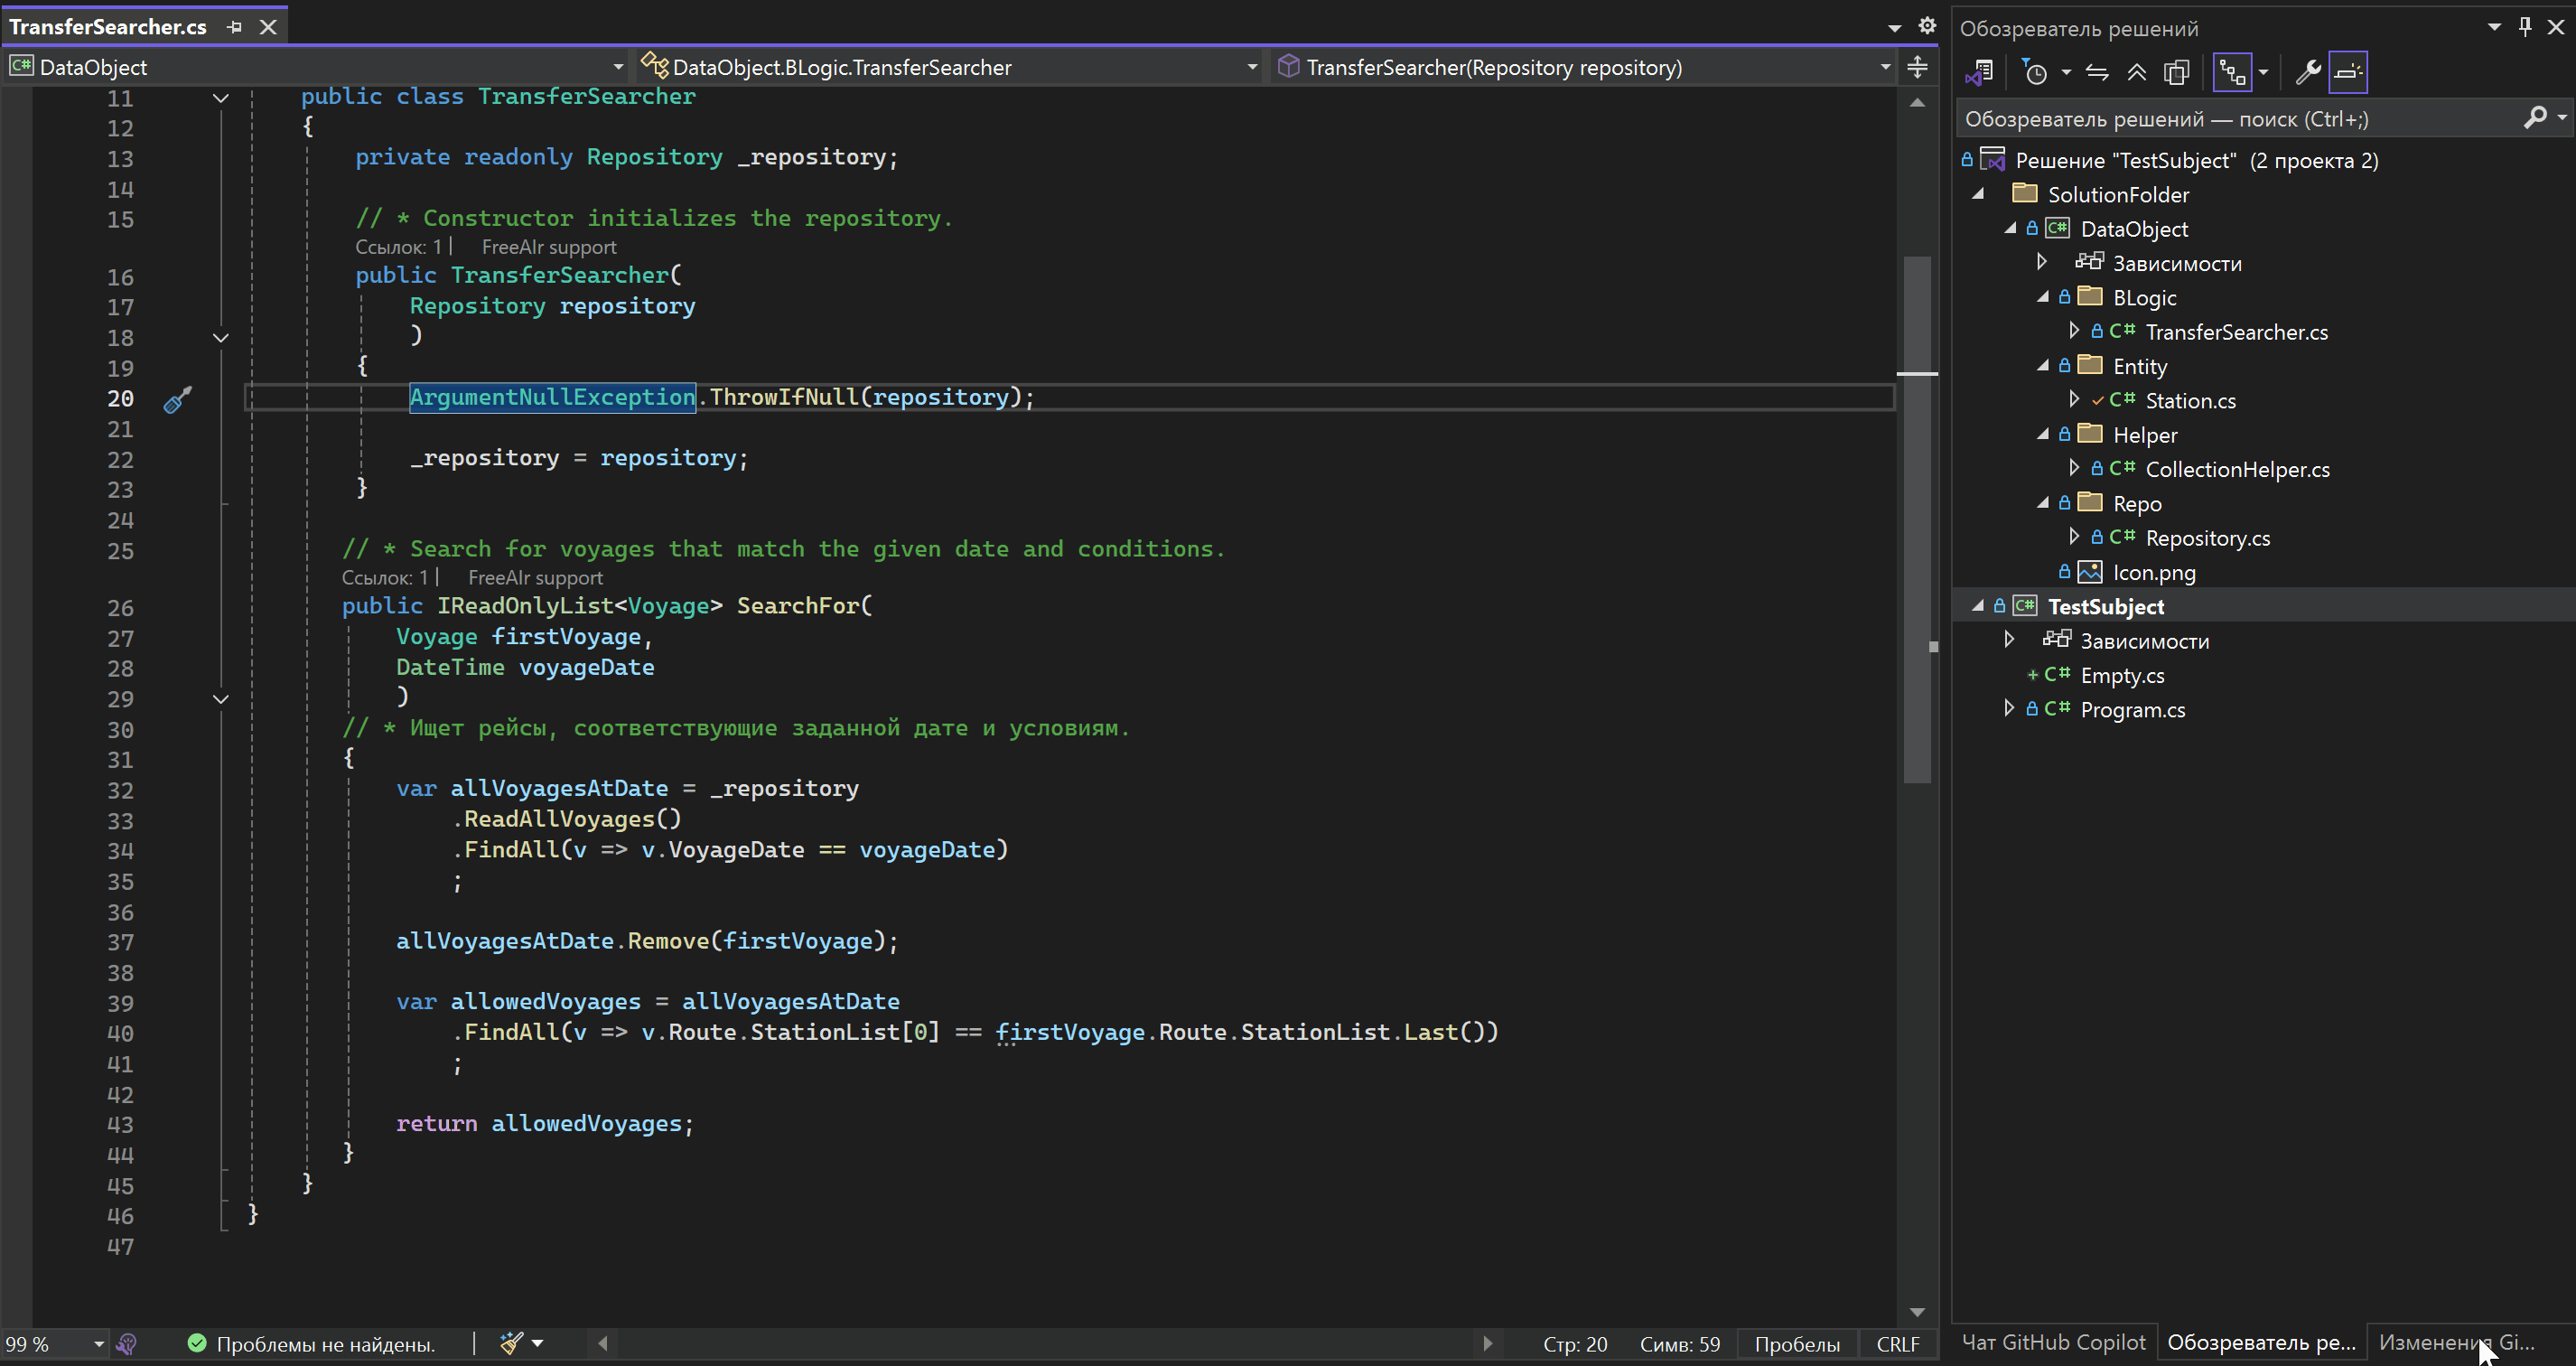 TransferSearcher.cs
DataObject
DataObject.BLogic.TransferSearcher
TransferSearcher(Repository repository)
11 public class TransferSearcher
12 {
13 private readonly Repository _repository;
14
15 // * Constructor initializes the repository.
Ссылок: 1 | FreeAIr support
16 public TransferSearcher(
17 Repository repository
18 )
19 {
20 ArgumentNullException.ThrowIfNull(repository);
21
22 _repository = repository;
23 }
24
25 // * Search for voyages that match the given date and conditions.
Ссылок: 1 | FreeAIr support
26 public IReadOnlyList<Voyage> SearchFor(
27 Voyage firstVoyage,
28 DateTime voyageDate
29 )
30 // * Ищет рейсы, соответствующие заданной дате и условиям.
31 {
32 var allVoyagesAtDate = _repository
33 .ReadAllVoyages()
34 .FindAll(v => v.VoyageDate == voyageDate)
35 ;
36
37 allVoyagesAtDate.Remove(firstVoyage);
38
39 var allowedVoyages = allVoyagesAtDate
40 .FindAll(v => v.Route.StationList[0] == firstVoyage.Route.StationList.Last())
41 ;
42
43 return allowedVoyages;
44 }
45 }
46 }
47
99 %
Проблемы не найдены.
Стр: 20 Симв: 59 Пробелы CRLF
Обозреватель решений
Обозреватель решений — поиск (Ctrl+;)
Решение "TestSubject" (2 проекта 2)
SolutionFolder
C# DataObject
Зависимости
BLogic
C# TransferSearcher.cs
Entity
C# Station.cs
Helper
C# CollectionHelper.cs
Repo
C# Repository.cs
Icon.png
C# TestSubject
Зависимости
C# Empty.cs
C# Program.cs
Чат GitHub Copilot Обозреватель ре... Изменения Gi...